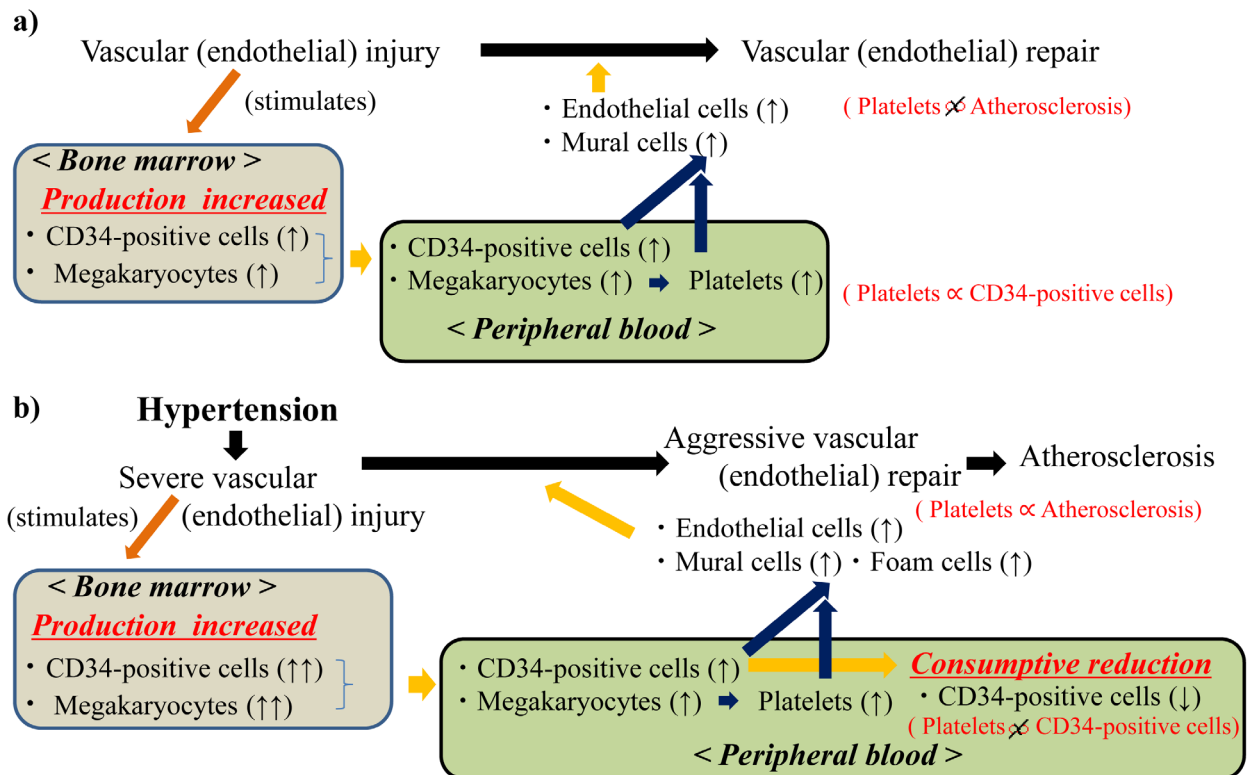 a)
Vascular (endothelial) injury
Vascular (endothelial) repair
(stimulates)
・Endothelial cells (↑)
・Mural cells (↑)
( Platelets ∝̸ Atherosclerosis)
< Bone marrow >
Production increased
・CD34-positive cells (↑)
・Megakaryocytes (↑)
・CD34-positive cells (↑)
・Megakaryocytes (↑)
Platelets (↑)
< Peripheral blood >
( Platelets ∝ CD34-positive cells)
b)
Hypertension
Severe vascular
(endothelial) injury
Aggressive vascular
(endothelial) repair
Atherosclerosis
( Platelets ∝ Atherosclerosis)
(stimulates)
・Endothelial cells (↑)
・Mural cells (↑)・Foam cells (↑)
< Bone marrow >
Production increased
・CD34-positive cells (↑↑)
・Megakaryocytes (↑↑)
・CD34-positive cells (↑)
・Megakaryocytes (↑)
Platelets (↑)
Consumptive reduction
・CD34-positive cells (↓)
( Platelets ∝̸ CD34-positive cells)
< Peripheral blood >